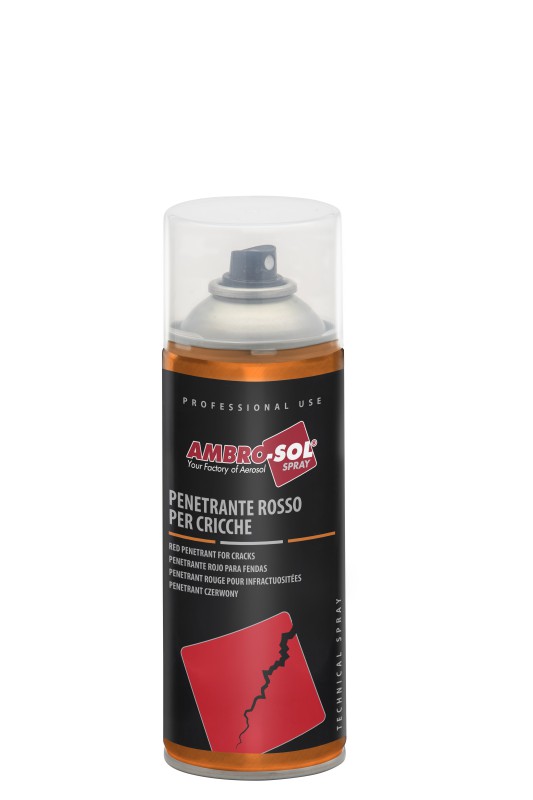 PROFESSIONAL USE
AMBRO-SOL®
Your Factory of Aerosol SPRAY
PENETRANTE ROSSO
PER CRICCHE
RED PENETRANT FOR CRACKS
PENETRANTE ROJO PARA FENDAS
PENETRANT ROUGE POUR INFRACTUOSITÉES
PENETRANT CZERWONY
TECHNICAL SPRAY